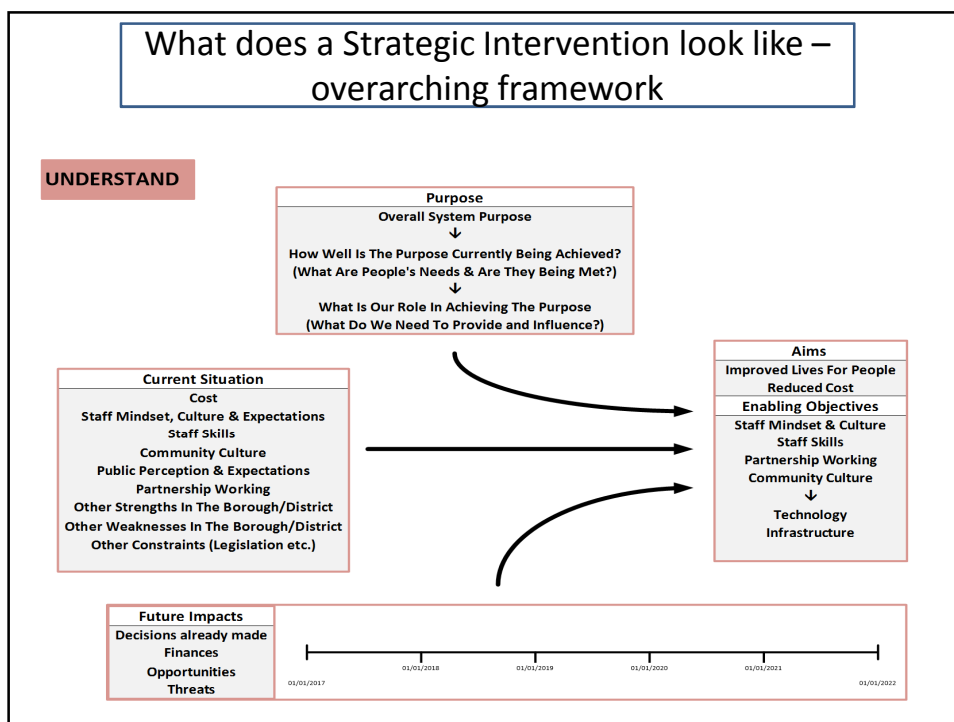 What does a Strategic Intervention look like –
overarching framework
UNDERSTAND
Purpose
Overall System Purpose
↓
How Well Is The Purpose Currently Being Achieved?
(What Are People's Needs & Are They Being Met?)
↓
What Is Our Role In Achieving The Purpose
(What Do We Need To Provide and Influence?)
Current Situation
Cost
Staff Mindset, Culture & Expectations
Staff Skills
Community Culture
Public Perception & Expectations
Partnership Working
Other Strengths In The Borough/District
Other Weaknesses In The Borough/District
Other Constraints (Legislation etc.)
Aims
Improved Lives For People
Reduced Cost
Enabling Objectives
Staff Mindset & Culture
Staff Skills
Partnership Working
Community Culture
↓
Technology
Infrastructure
Future Impacts
Decisions already made
Finances
Opportunities
Threats
01/01/2017
01/01/2018
01/01/2019
01/01/2020
01/01/2021
01/01/2022